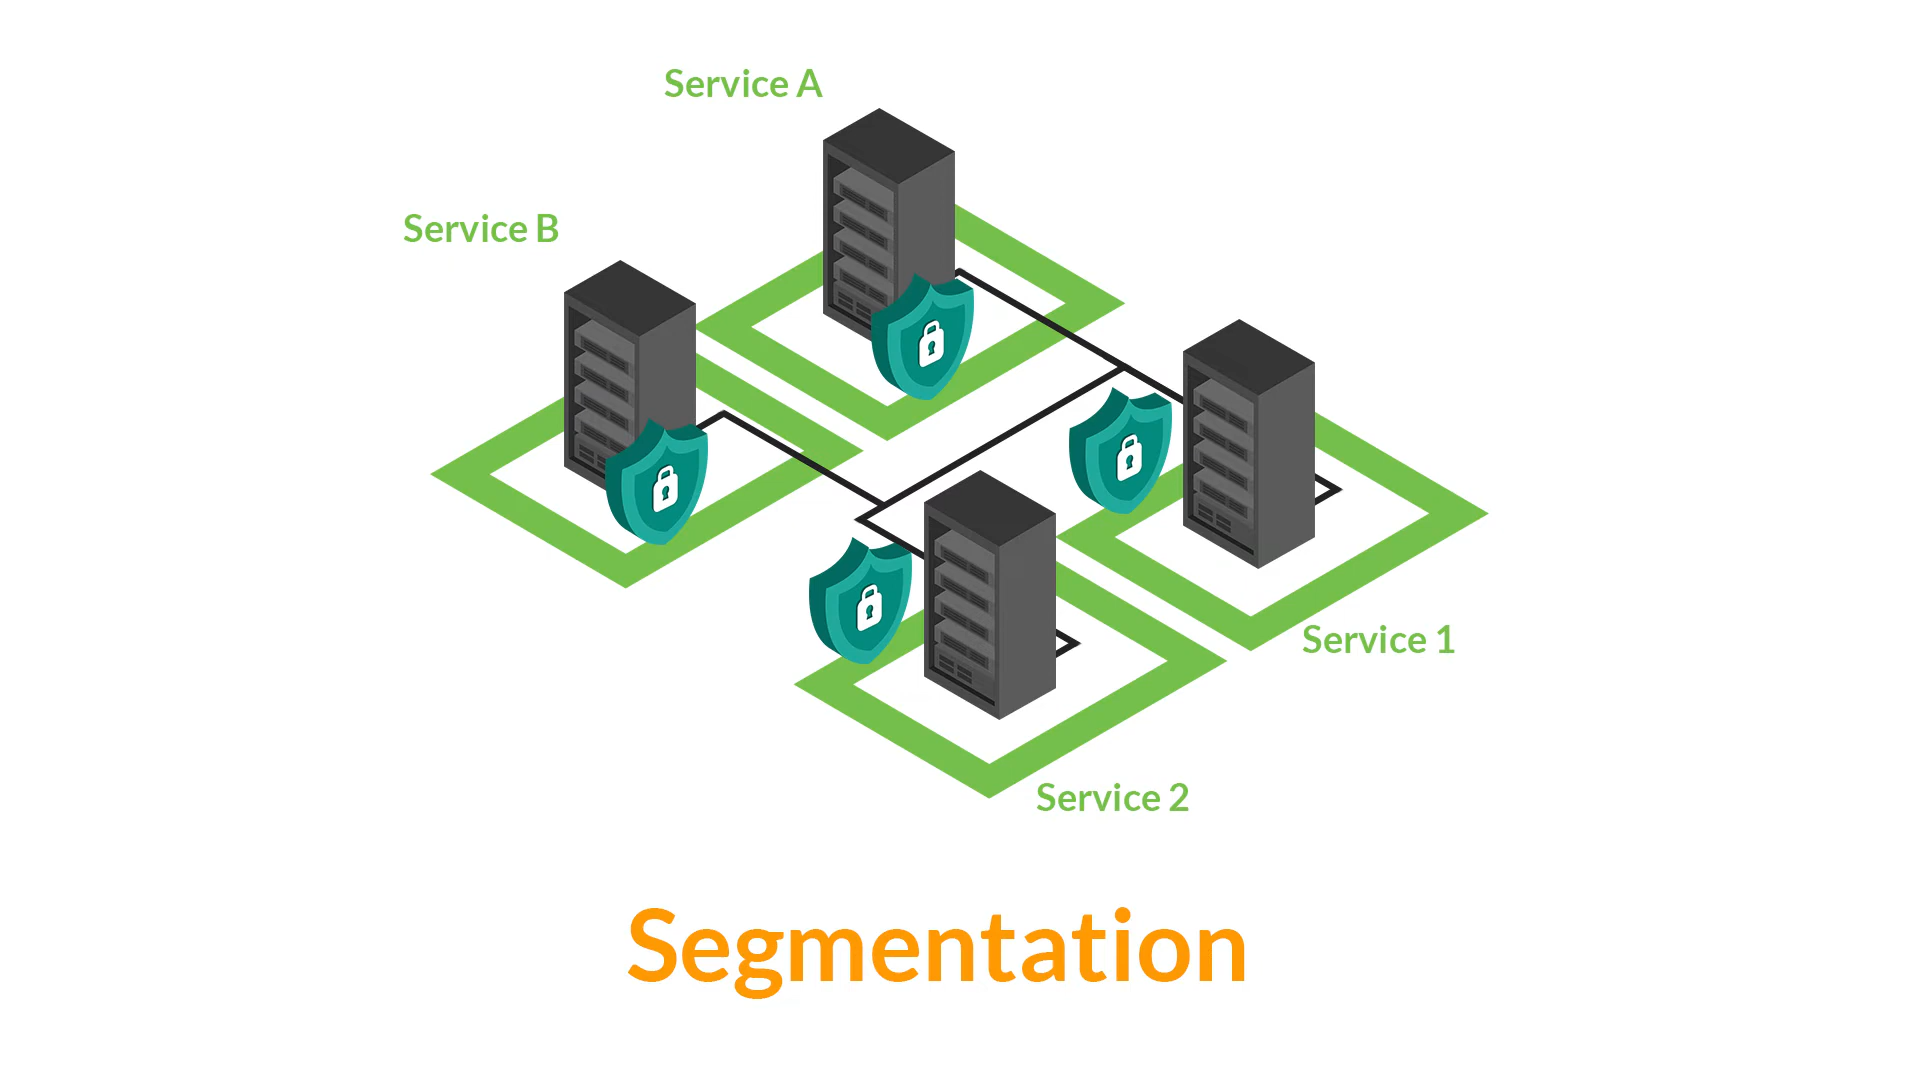 Service A
Service B
Service 1
Service 2
Segmentation